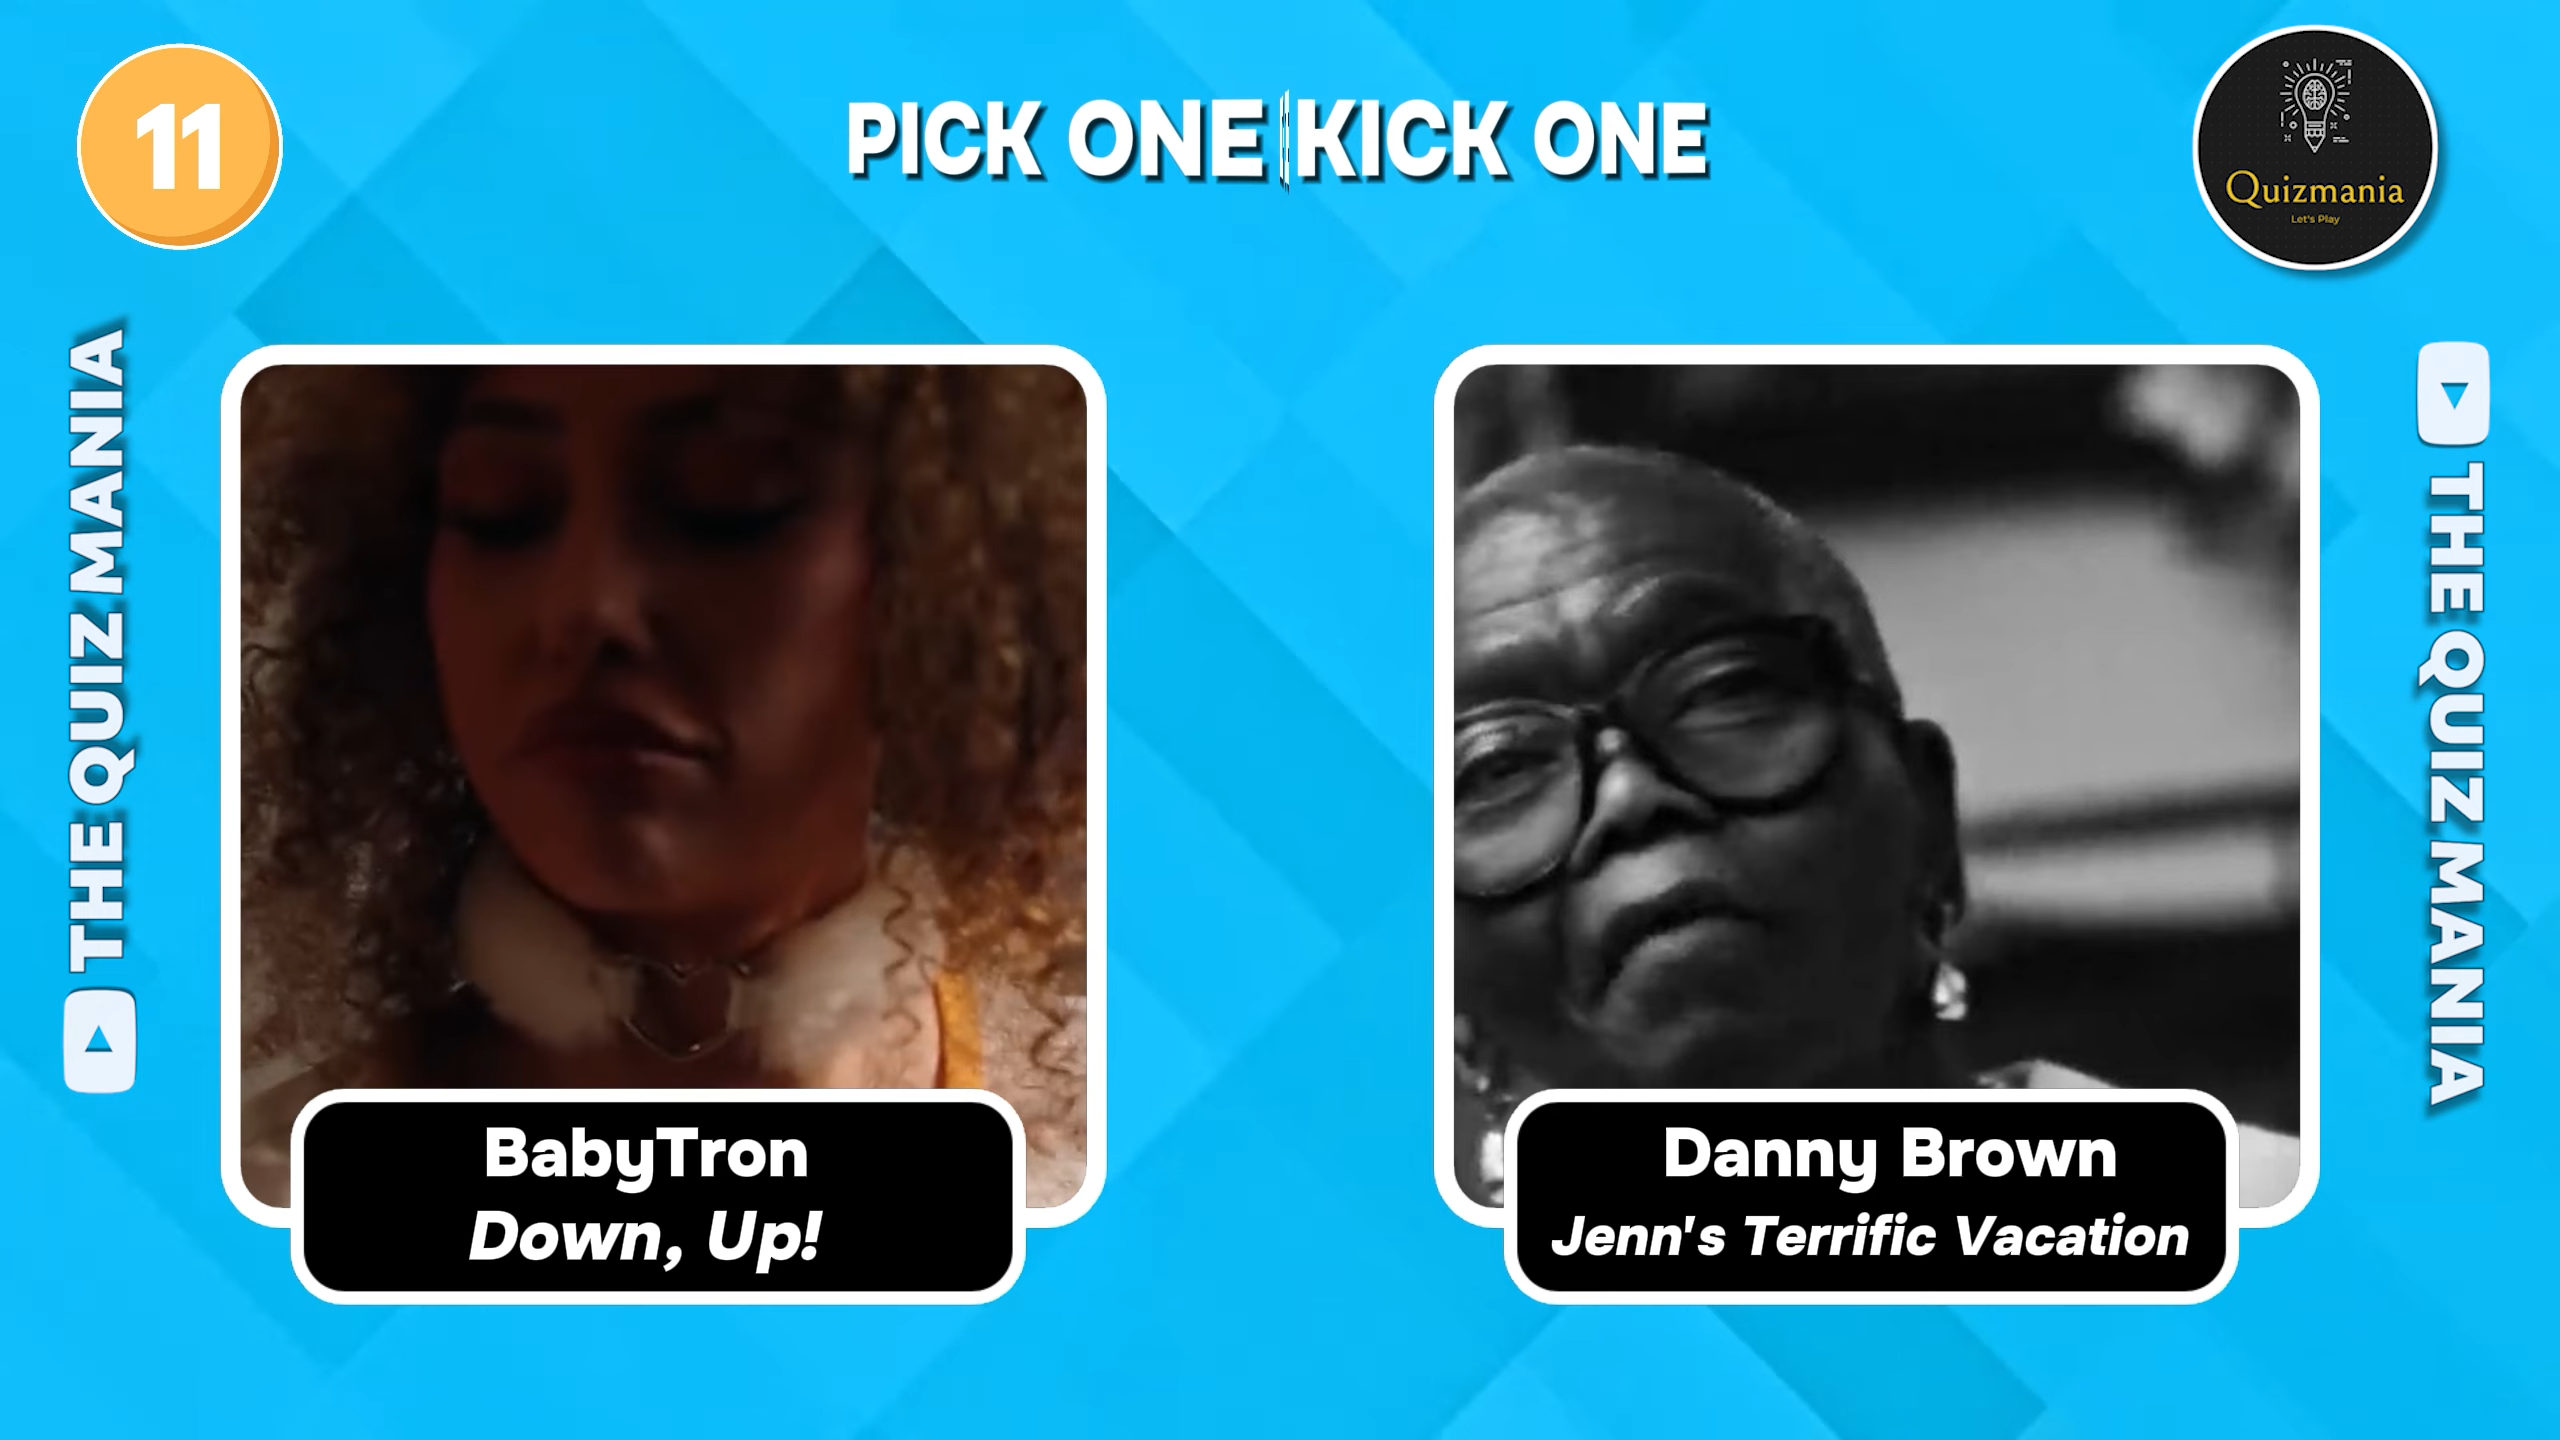 11
PICK ONE KICK ONE
Quizmania
Let's Play
THE QUIZ MANIA
THE QUIZ MANIA
BabyTron
Down, Up!
Danny Brown
Jenn's Terrific Vacation